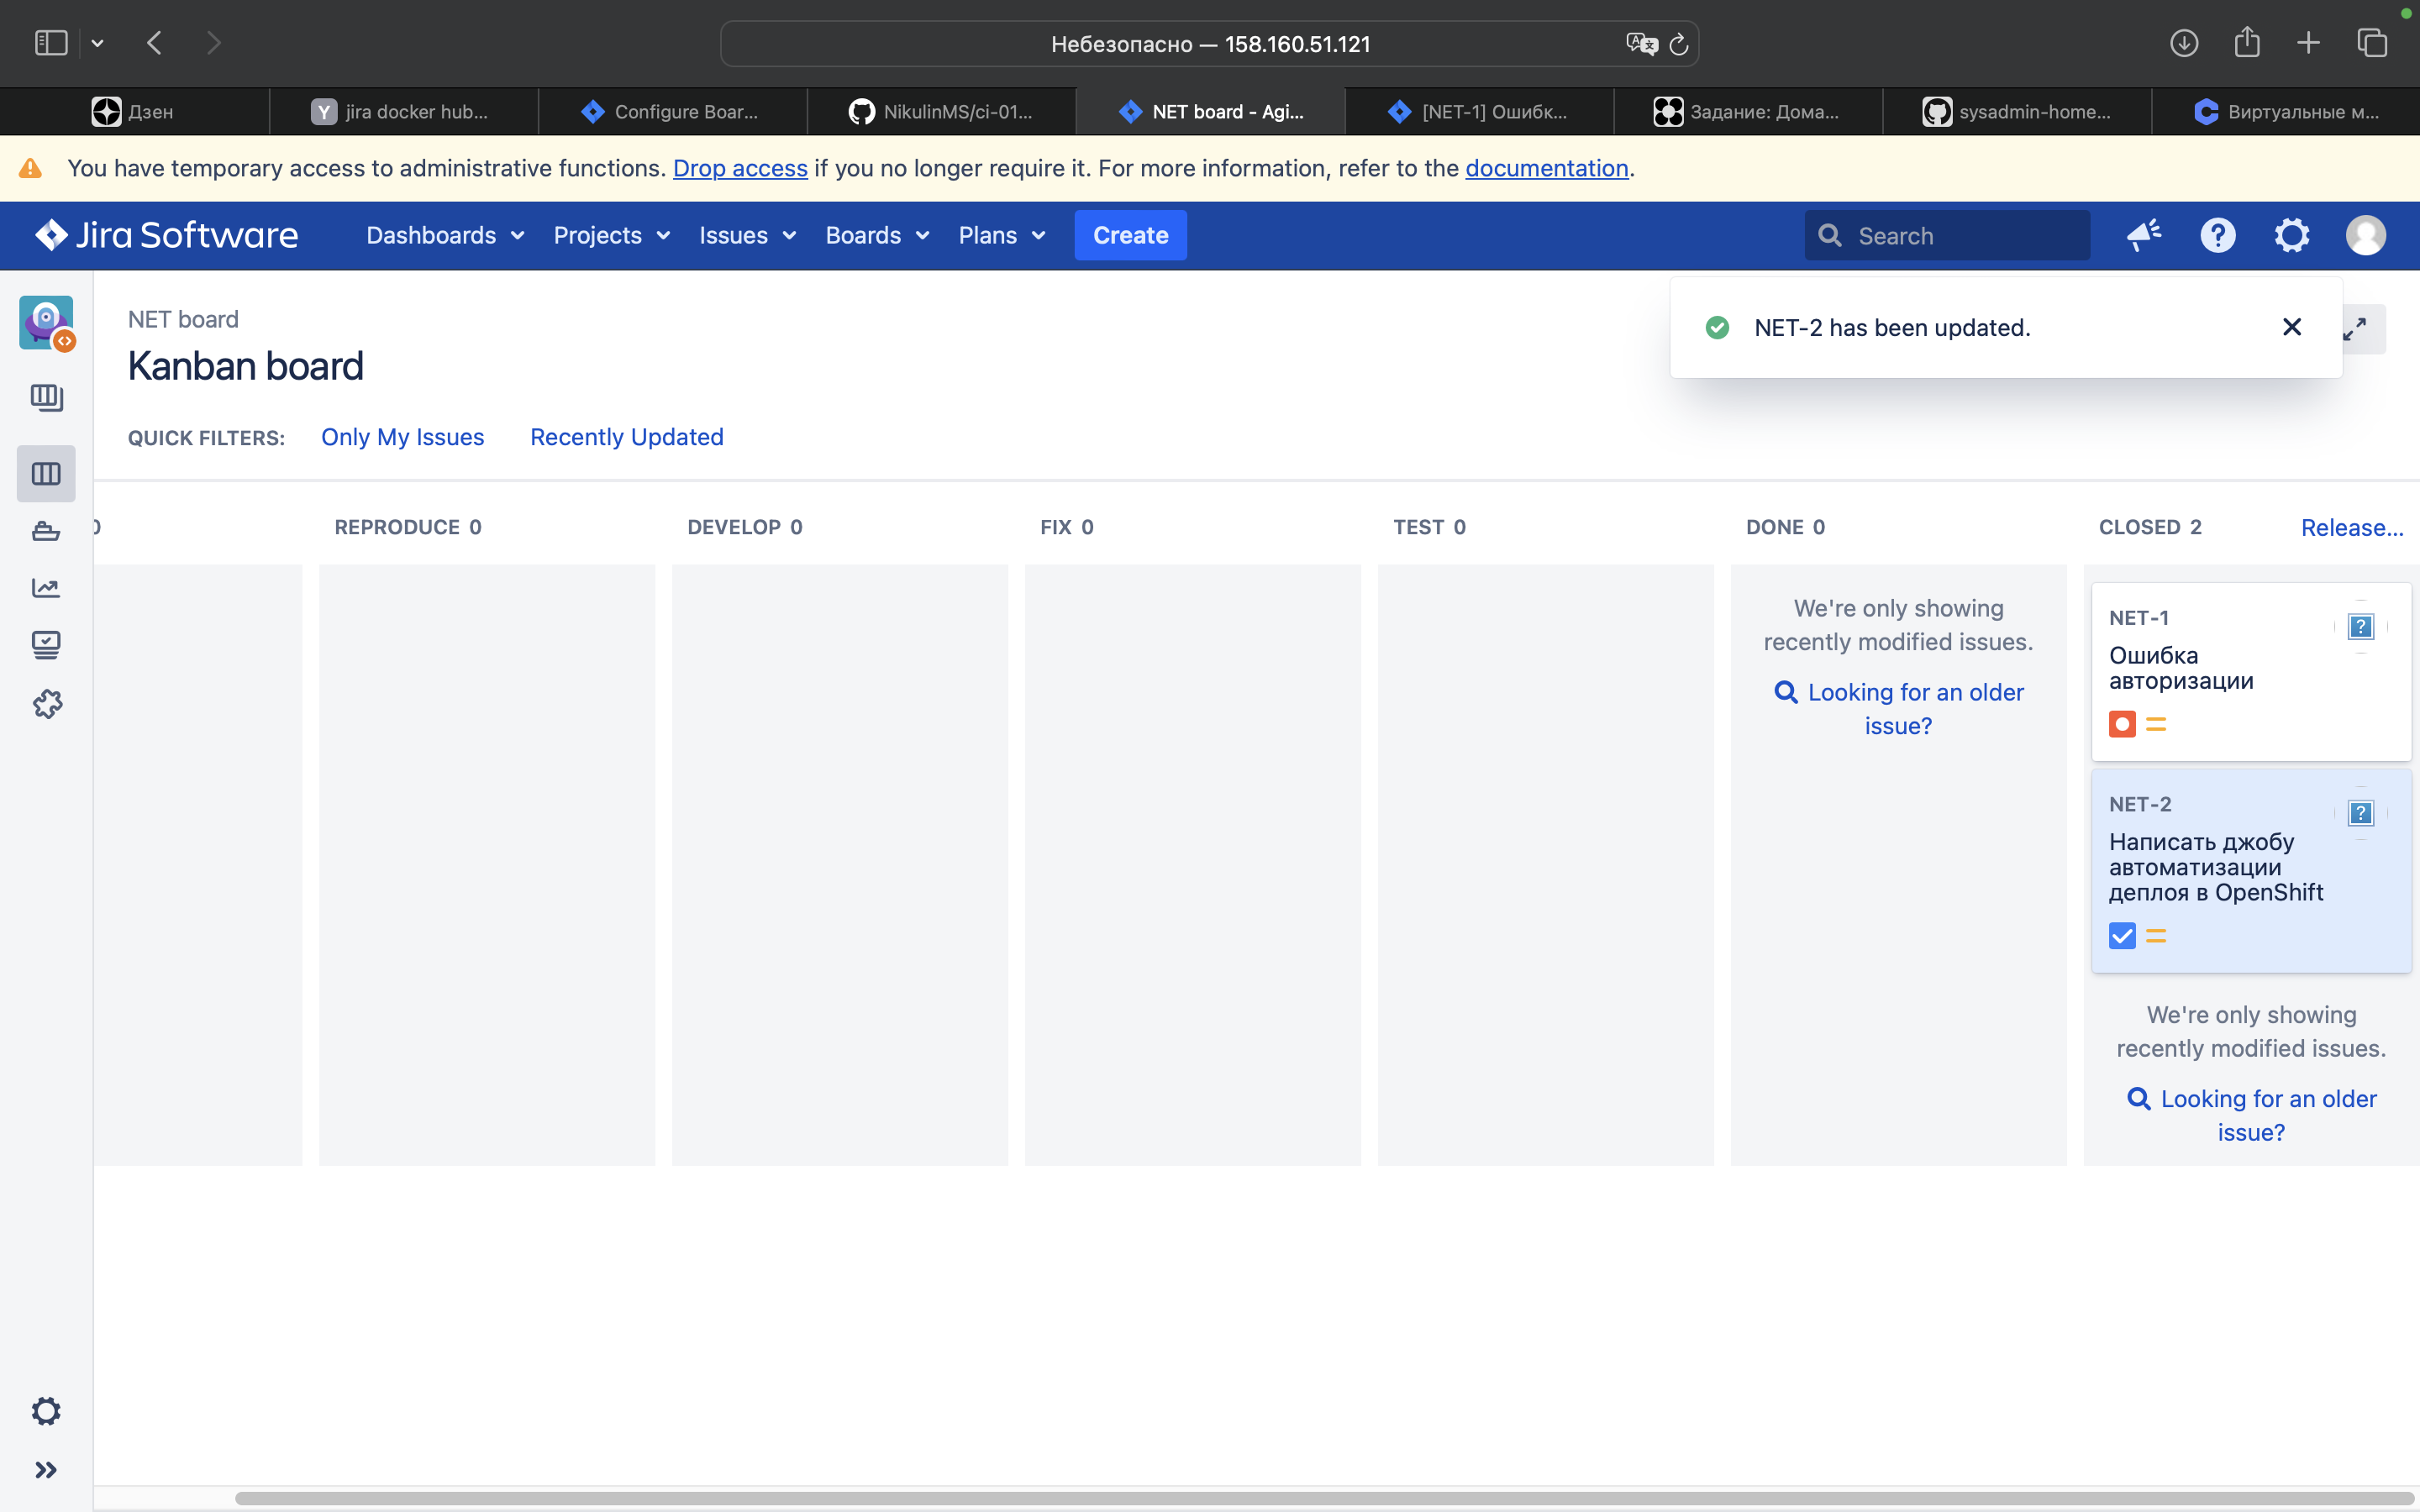 Небезопасно — 158.160.51.121
Дзен
jira docker hub...
Configure Boar...
NikulinMS/ci-01...
NET board - Agi...
[NET-1] Ошибк...
Задание: Дома...
sysadmin-home...
Виртуальные м...
You have temporary access to administrative functions. Drop access if you no longer require it. For more information, refer to the documentation.
Jira Software
Dashboards
Projects
Issues
Boards
Plans
Create
Search
NET board
Kanban board
NET-2 has been updated.
QUICK FILTERS:
Only My Issues
Recently Updated
0
REPRODUCE 0
DEVELOP 0
FIX 0
TEST 0
DONE 0
CLOSED 2
Release...
We're only showing
recently modified issues.
Looking for an older
issue?
NET-1
Ошибка
авторизации
NET-2
Написать джобу
автоматизации
деплоя в OpenShift
We're only showing
recently modified issues.
Looking for an older
issue?